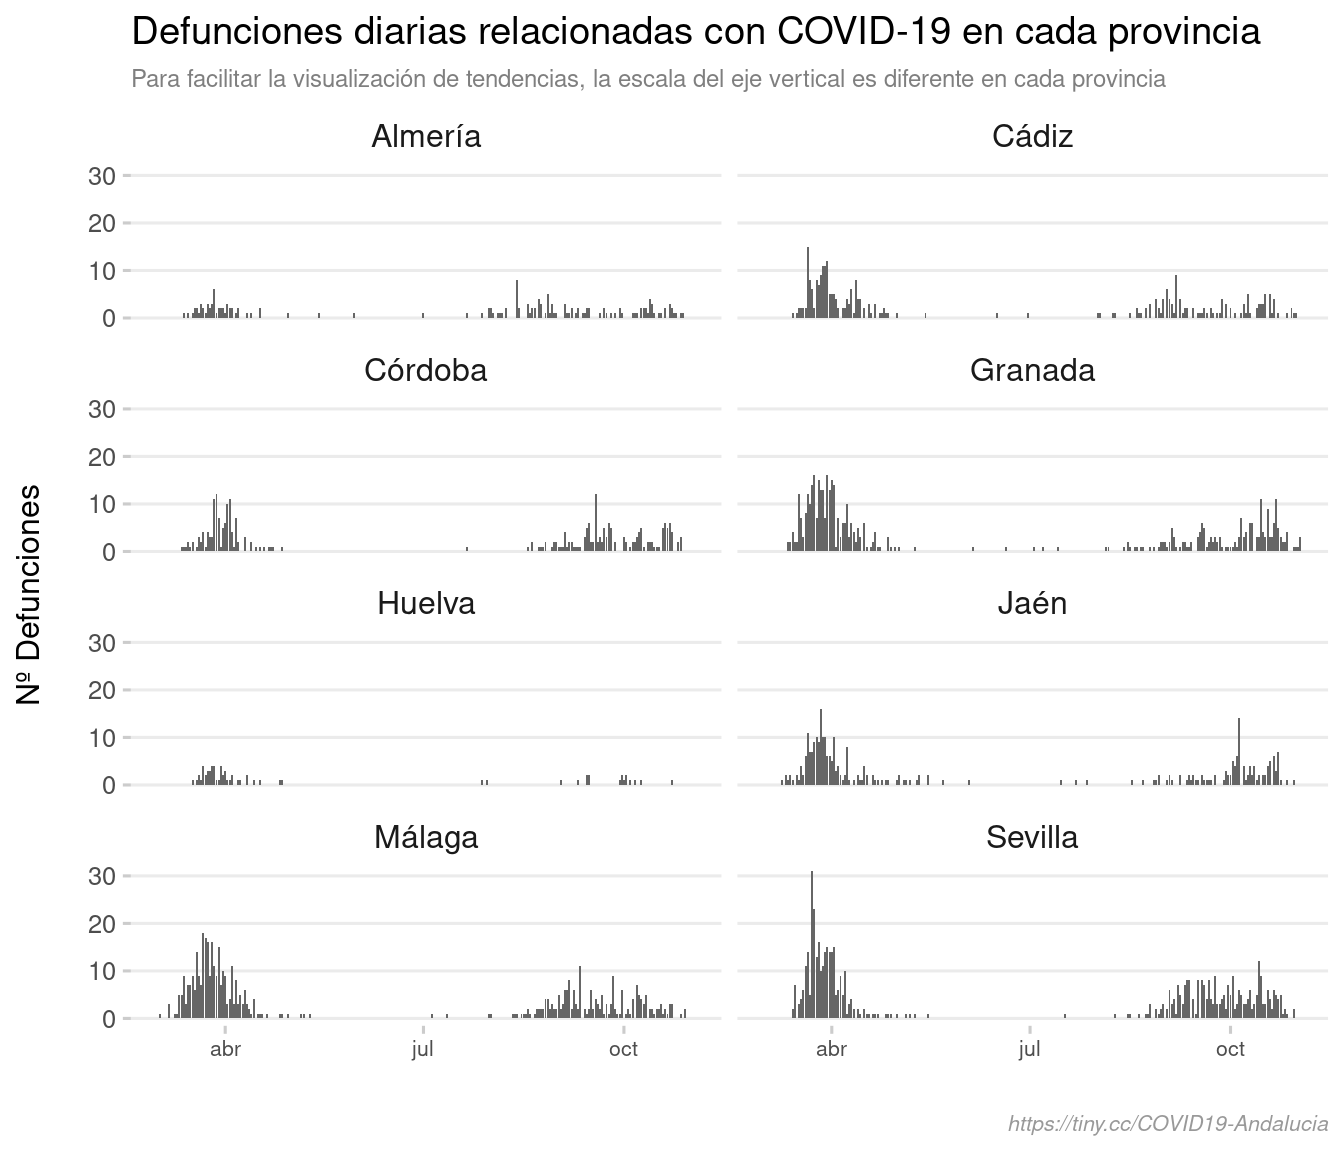 Defunciones diarias relacionadas con COVID-19 en cada provincia
Para facilitar la visualización de tendencias, la escala del eje vertical es diferente en cada provincia
Almería
Cádiz
30
20
10
0
Córdoba
Granada
30
20
10
0
Nº Defunciones
Huelva
Jaén
30
20
10
0
Málaga
Sevilla
30
20
10
0
abr
jul
oct
abr
jul
oct
https://tiny.cc/COVID19-Andalucia